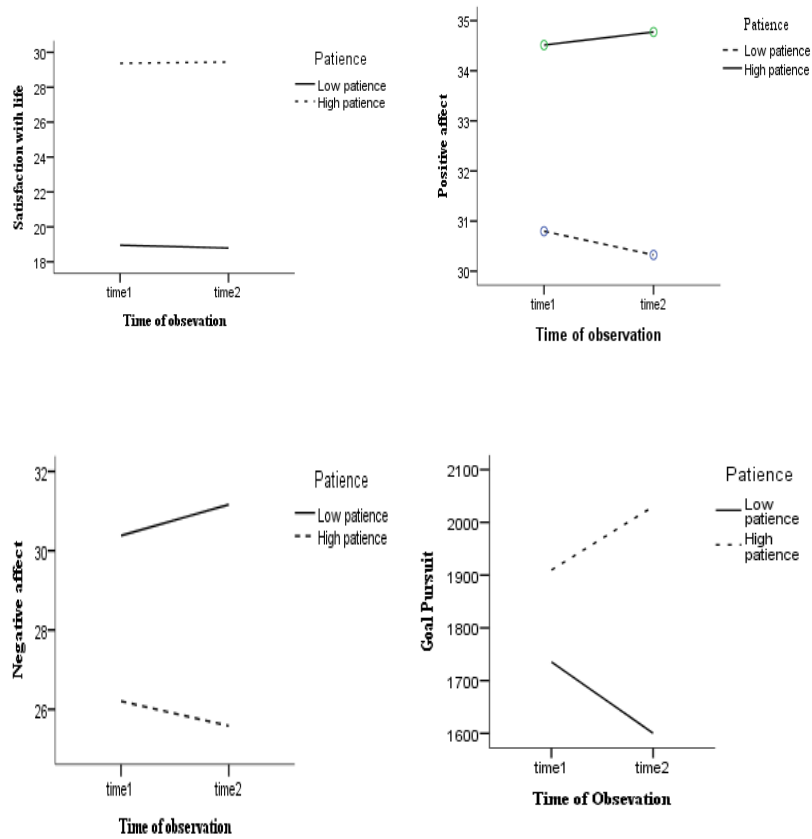 Satisfaction with life
30
28
26
24
22
20
18
time1
time2
Time of obsevation
Patience
Low patience
High patience
Positive affect
35
34
33
32
31
30
time1
time2
Time of observation
Patience
Low patience
High patience
Negative affect
32
30
28
26
time1
time2
Time of observation
Patience
Low patience
High patience
Goal Pursuit
2100
2000
1900
1800
1700
1600
time1
time2
Time of Obsevation
Patience
Low
patience
High
patience